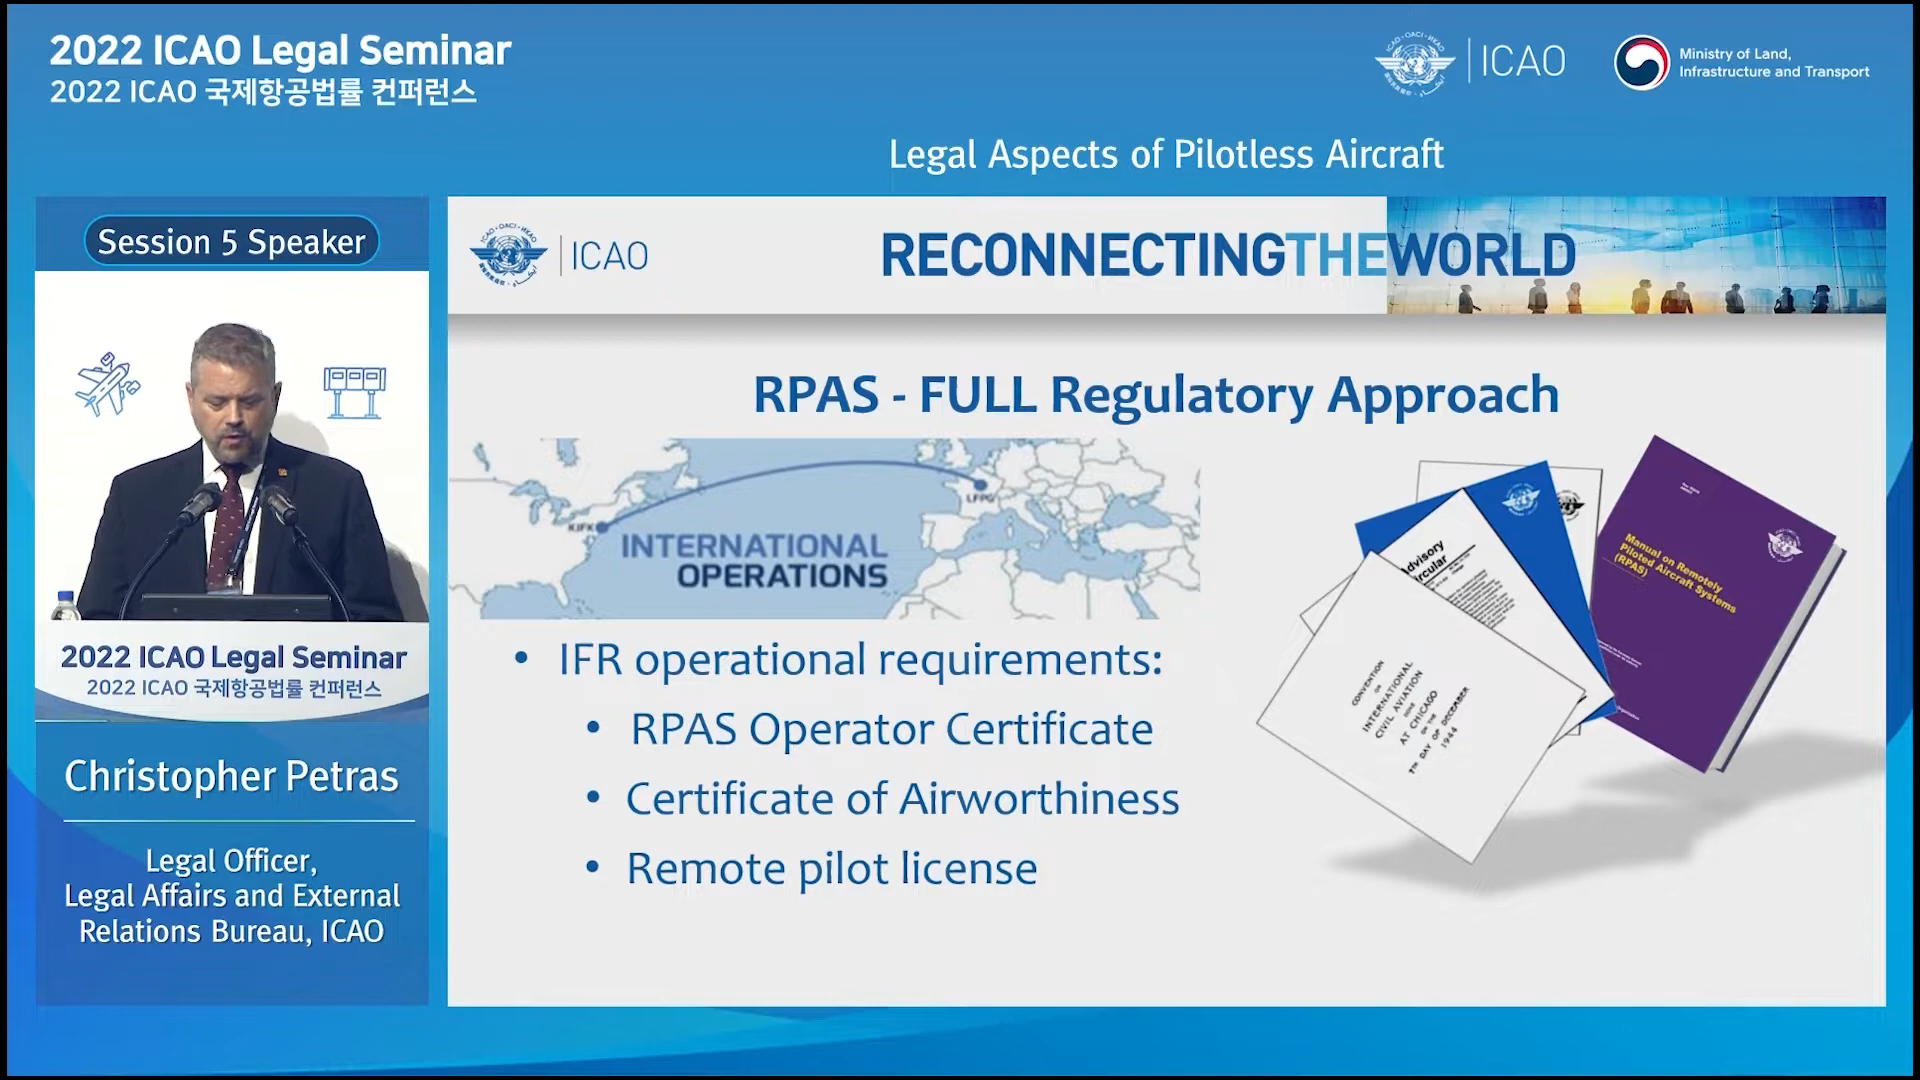 2022 ICAO Legal Seminar
2022 ICAO 국제항공법률 컨퍼런스
ICAO
Ministry of Land,
Infrastructure and Transport
Legal Aspects of Pilotless Aircraft
Session 5 Speaker
2022 ICAO Legal Seminar
2022 ICAO 국제항공법률 컨퍼런스
Christopher Petras
Legal Officer,
Legal Affairs and External
Relations Bureau, ICAO
ICAO
RECONNECTINGTHEWORLD
RPAS - FULL Regulatory Approach
KJFK
LFPG
INTERNATIONAL
OPERATIONS
• IFR operational requirements:
• RPAS Operator Certificate
• Certificate of Airworthiness
• Remote pilot license
Advisory
CONVENTION
ON
INTERNATIONAL
CIVIL AVIATION
DONE
AT CHICAGO
ON THE
7TH DAY OF DECEMBER
1944
Manual on Remotely
Piloted Aircraft Systems
(RPAS)